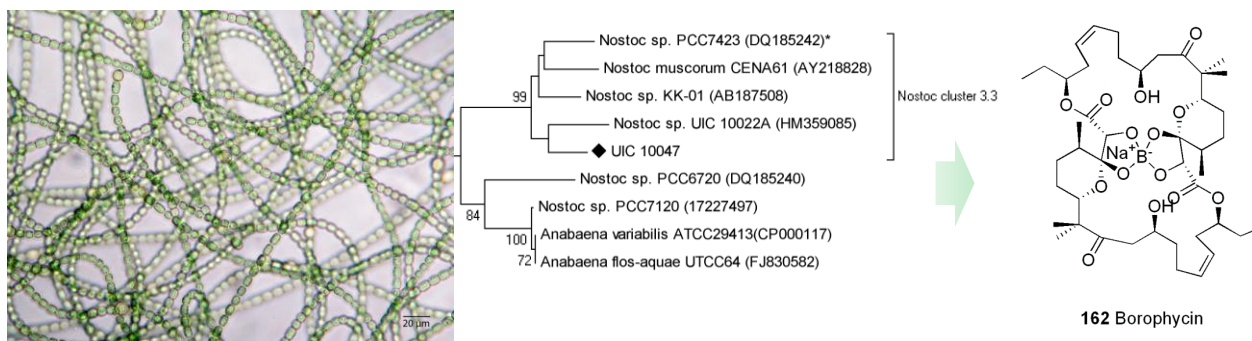 20 µm
99
84
100
72
Nostoc sp. PCC7423 (DQ185242)*
Nostoc muscorum CENA61 (AY218828)
Nostoc sp. KK-01 (AB187508)
Nostoc sp. UIC 10022A (HM359085)
UIC 10047
Nostoc sp. PCC6720 (DQ185240)
Nostoc sp. PCC7120 (17227497)
Anabaena variabilis ATCC29413(CP000117)
Anabaena flos-aquae UTCC64 (FJ830582)
Nostoc cluster 3.3
O
OH
O
O
O
O
O
Na⁺
B⁻
O
O
O
O
O
OH
O
O
162 Borophycin